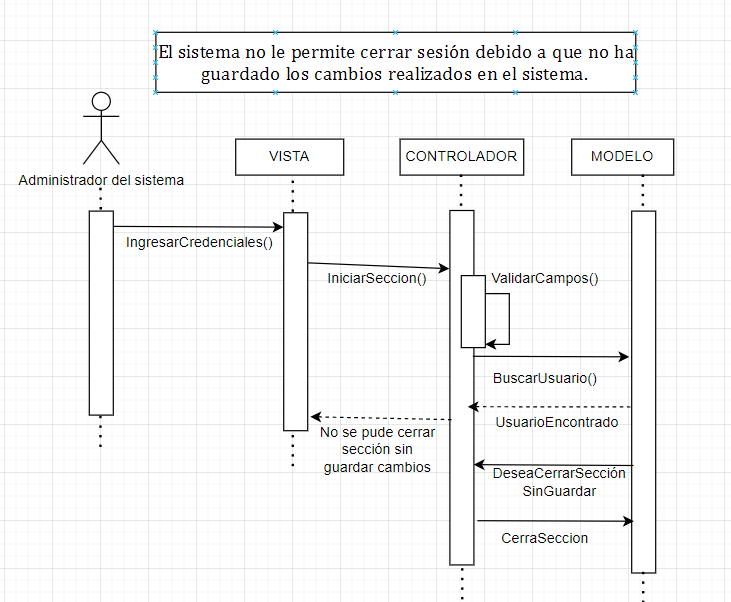 El sistema no le permite cerrar sesión debido a que no ha
guardado los cambios realizados en el sistema.
VISTA
CONTROLADOR
MODELO
Administrador del sistema
IngresarCredenciales()
IniciarSeccion()
ValidarCampos()
BuscarUsuario()
UsuarioEncontrado
No se pude cerrar
sección sin
guardar cambios
DeseaCerrarSección
SinGuardar
CerraSeccion